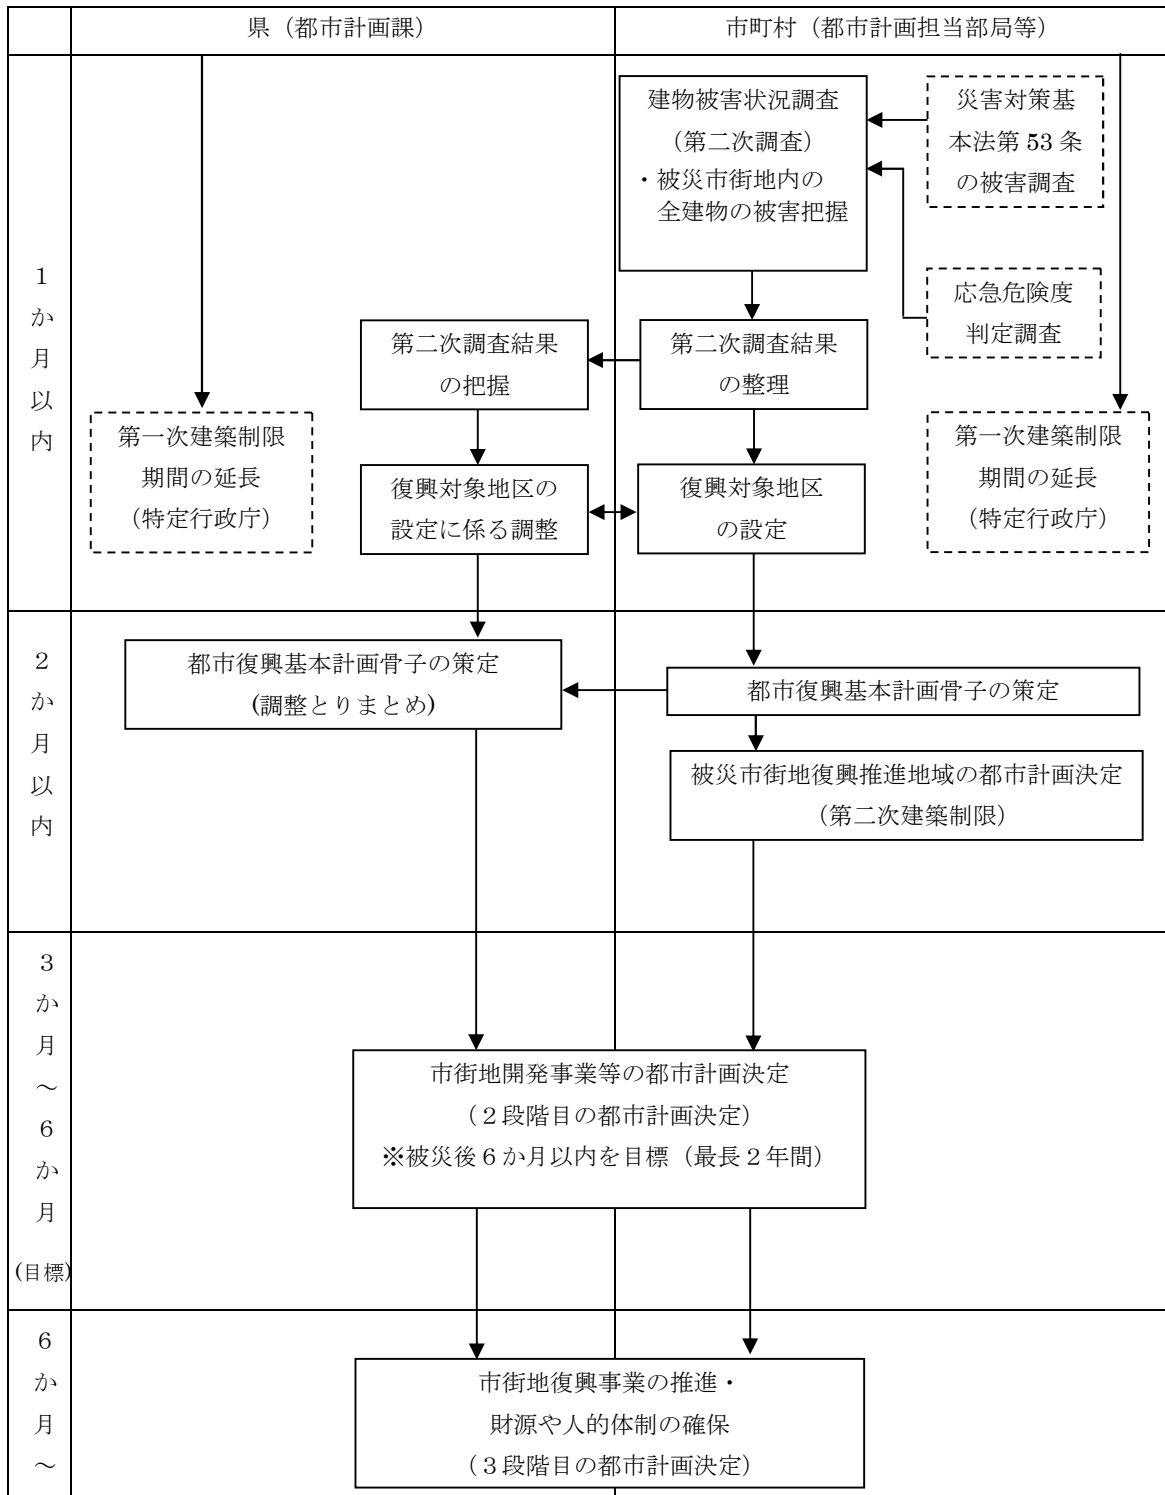 県（都市計画課）
市町村（都市計画担当部局等）
１
か
月
以
内
建物被害状況調査
（第二次調査）
・被災市街地内の
全建物の被害把握
災害対策基
本法第 53 条
の被害調査
応急危険度
判定調査
第二次調査結果
の把握
第二次調査結果
の整理
第一次建築制限
期間の延長
（特定行政庁）
復興対象地区の
設定に係る調整
復興対象地区
の設定
第一次建築制限
期間の延長
（特定行政庁）
２
か
月
以
内
都市復興基本計画骨子の策定
(調整とりまとめ)
都市復興基本計画骨子の策定
被災市街地復興推進地域の都市計画決定
（第二次建築制限）
３
か
月
～
６
か
月
(目標)
市街地開発事業等の都市計画決定
（２段階目の都市計画決定）
※被災後６か月以内を目標（最長２年間）
６
か
月
～
市街地復興事業の推進・
財源や人的体制の確保
（３段階目の都市計画決定）